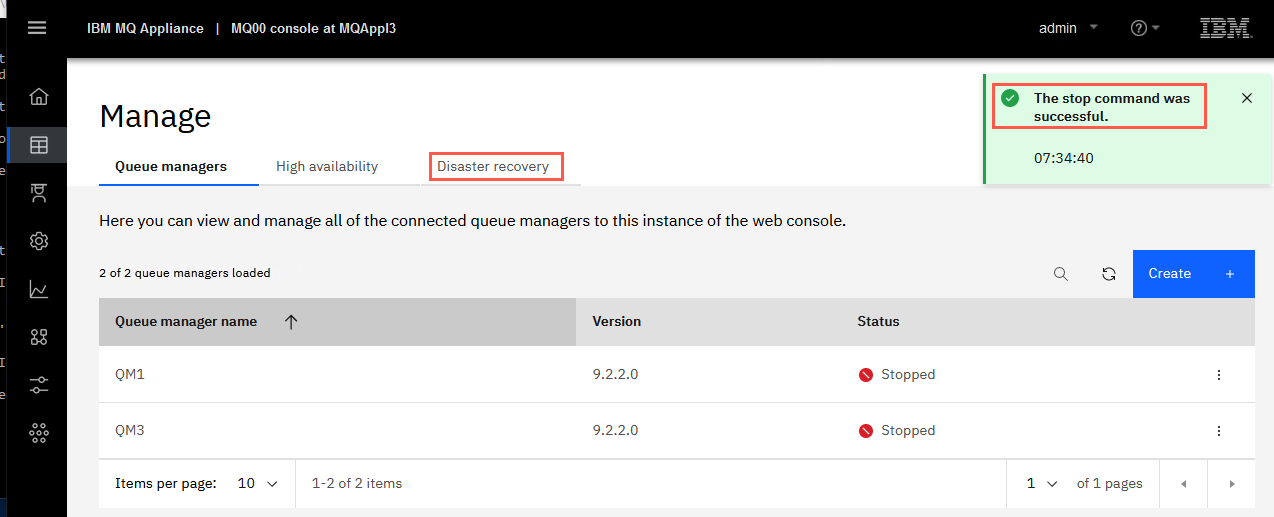 IBM MQ Appliance | MQ00 console at MQAppl3
admin
IBM
The stop command was
successful.
07:34:40
Manage
Queue managers High availability Disaster recovery
Here you can view and manage all of the connected queue managers to this instance of the web console.
2 of 2 queue managers loaded
Create +
Queue manager name Version Status
QM1 9.2.2.0 Stopped
QM3 9.2.2.0 Stopped
Items per page: 10 1-2 of 2 items 1 of 1 pages